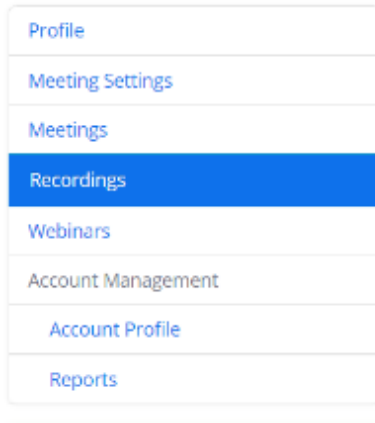 Profile
Meeting Settings
Meetings
Recordings
Webinars
Account Management
Account Profile
Reports